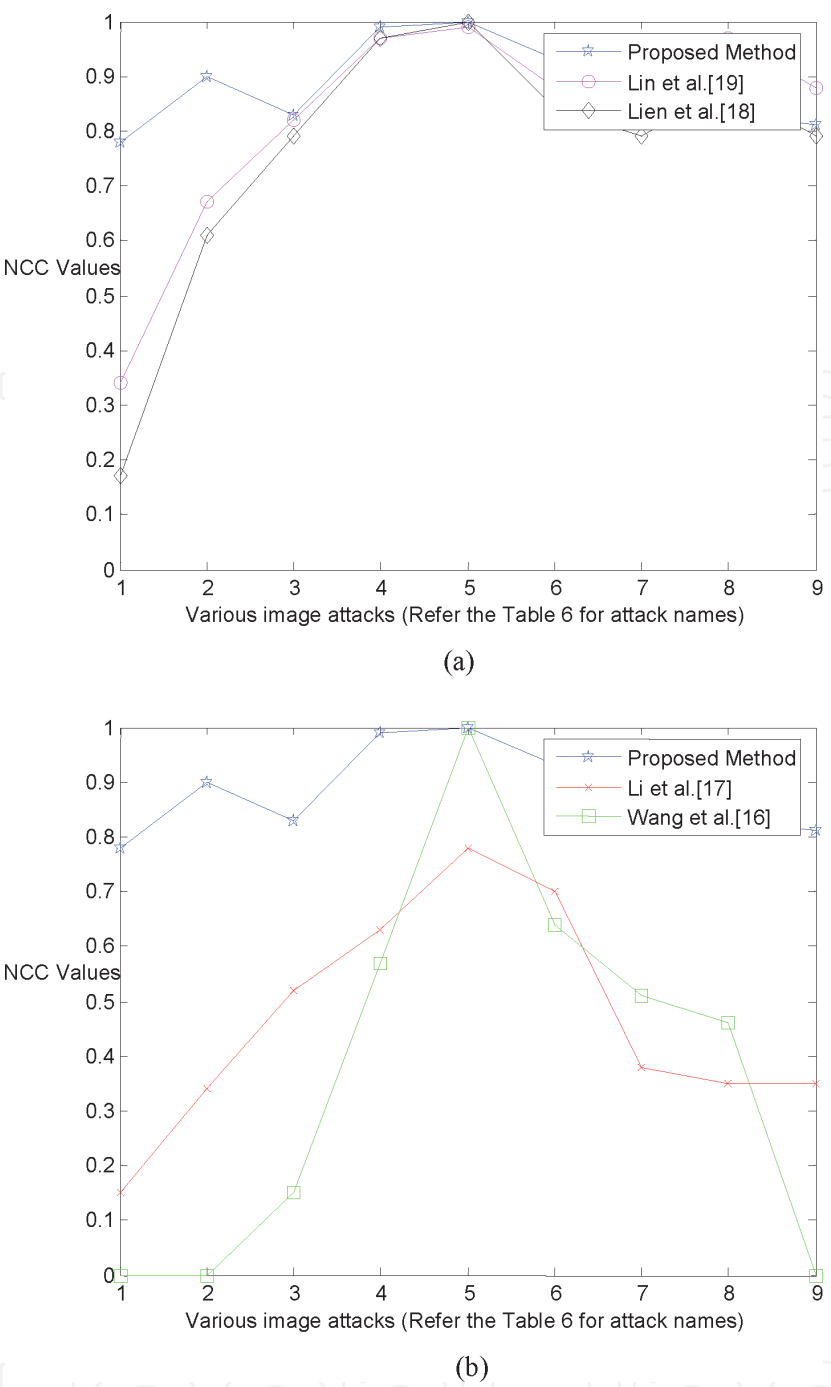 1
0.9
0.8
0.7
0.6
NCC Values
0.5
0.4
0.3
0.2
0.1
0
Proposed Method
Lin et al.[19]
Lien et al.[18]
1 2 3 4 5 6 7 8 9
Various image attacks (Refer the Table 6 for attack names)
(a)
1
0.9
0.8
0.7
0.6
NCC Values
0.5
0.4
0.3
0.2
0.1
0
Proposed Method
Li et al.[17]
Wang et al.[16]
1 2 3 4 5 6 7 8 9
Various image attacks (Refer the Table 6 for attack names)
(b)